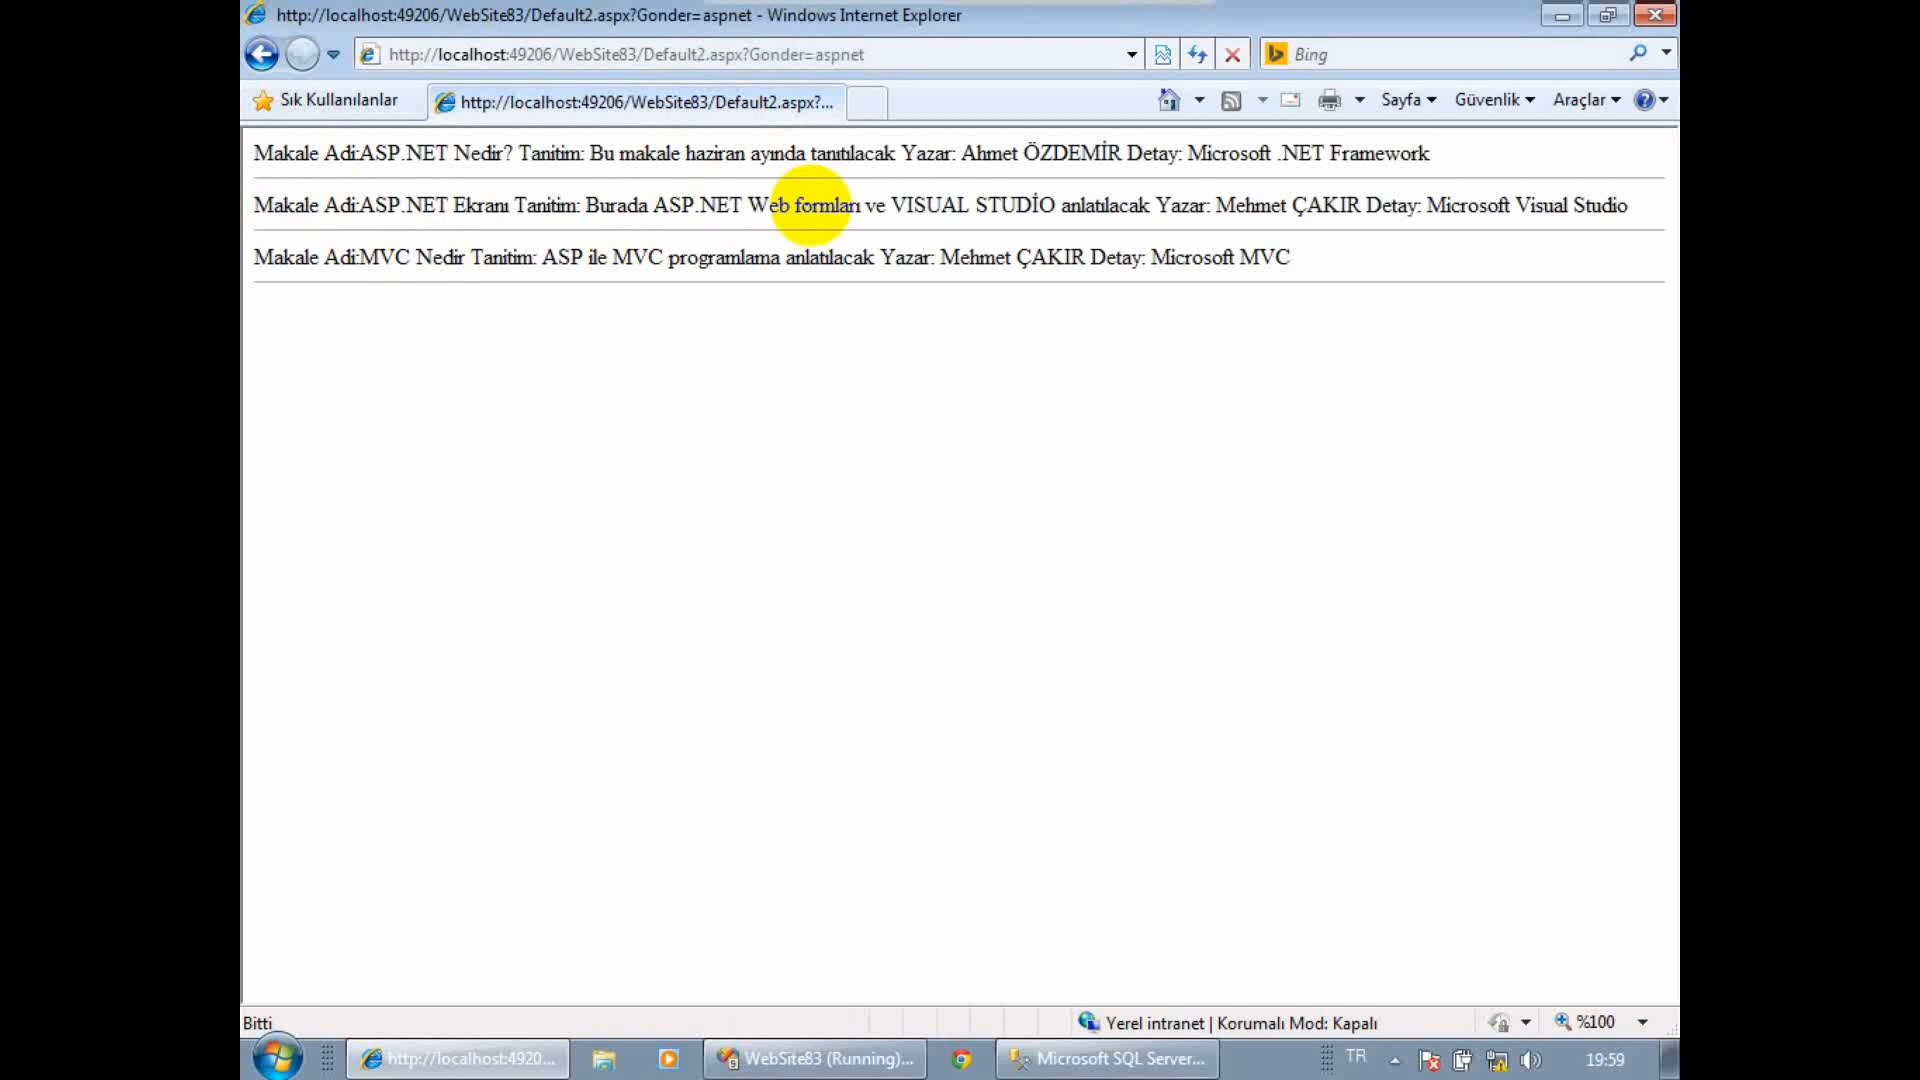 http://localhost:49206/WebSite83/Default2.aspx?Gonder=aspnet - Windows Internet Explorer
http://localhost:49206/WebSite83/Default2.aspx?Gonder=aspnet
Bing
Sık Kullanılanlar
http://localhost:49206/WebSite83/Default2.aspx?...
Sayfa
Güvenlik
Araçlar
Makale Adi:ASP.NET Nedir? Tanitim: Bu makale haziran ayında tanıtılacak Yazar: Ahmet ÖZDEMİR Detay: Microsoft .NET Framework
Makale Adi:ASP.NET Ekranı Tanitim: Burada ASP.NET Web formları ve VISUAL STUDİO anlatılacak Yazar: Mehmet ÇAKIR Detay: Microsoft Visual Studio
Makale Adi:MVC Nedir Tanitim: ASP ile MVC programlama anlatılacak Yazar: Mehmet ÇAKIR Detay: Microsoft MVC
Bitti
Yerel intranet | Korumalı Mod: Kapalı
%100
http://localhost:4920...
WebSite83 (Running)...
Microsoft SQL Server...
TR
19:59